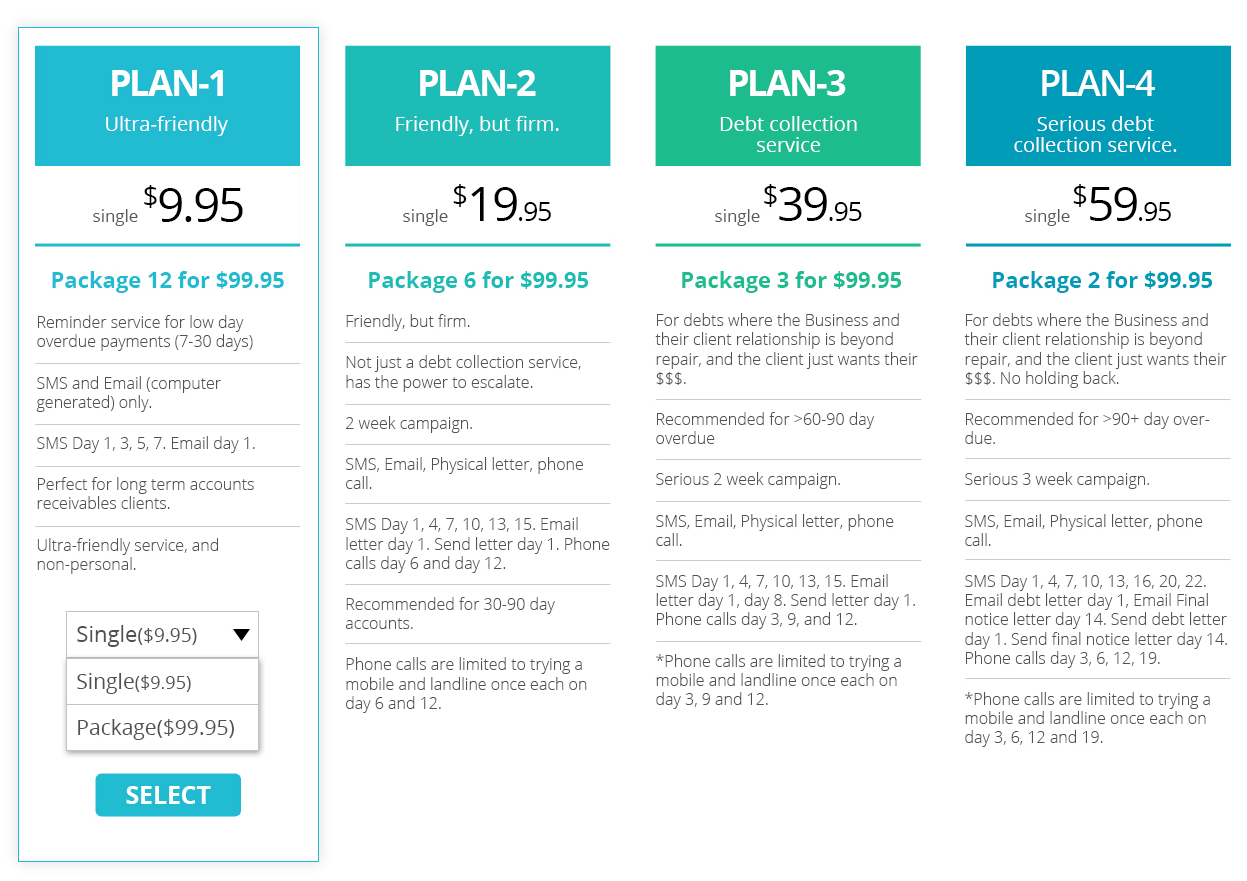 PLAN-1
Ultra-friendly
single $9.95
Package 12 for $99.95
Reminder service for low day
overdue payments (7-30 days)
SMS and Email (computer
generated) only.
SMS Day 1, 3, 5, 7. Email day 1.
Perfect for long term accounts
receivables clients.
Ultra-friendly service, and
non-personal.
Single($9.95)
Single($9.95)
Package($99.95)
SELECT
PLAN-2
Friendly, but firm.
single $19.95
Package 6 for $99.95
Friendly, but firm.
Not just a debt collection service,
has the power to escalate.
2 week campaign.
SMS, Email, Physical letter, phone
call.
SMS Day 1, 4, 7, 10, 13, 15. Email
letter day 1. Send letter day 1. Phone
calls day 6 and day 12.
Recommended for 30-90 day
accounts.
Phone calls are limited to trying a
mobile and landline once each on
day 6 and 12.
PLAN-3
Debt collection
service
single $39.95
Package 3 for $99.95
For debts where the Business and
their client relationship is beyond
repair, and the client just wants their
$$$.
Recommended for >60-90 day
overdue
Serious 2 week campaign.
SMS, Email, Physical letter, phone
call.
SMS Day 1, 4, 7, 10, 13, 15. Email
letter day 1, day 8. Send letter day 1.
Phone calls day 3, 9, and 12.
*Phone calls are limited to trying a
mobile and landline once each on
day 3, 9 and 12.
PLAN-4
Serious debt
collection service.
single $59.95
Package 2 for $99.95
For debts where the Business and
their client relationship is beyond
repair, and the client just wants their
$$$. No holding back.
Recommended for >90+ day over-
due.
Serious 3 week campaign.
SMS, Email, Physical letter, phone
call.
SMS Day 1, 4, 7, 10, 13, 16, 20, 22.
Email debt letter day 1, Email Final
notice letter day 14. Send debt letter
day 1. Send final notice letter day 14.
Phone calls day 3, 6, 12, 19.
*Phone calls are limited to trying a
mobile and landline once each on
day 3, 6, 12 and 19.